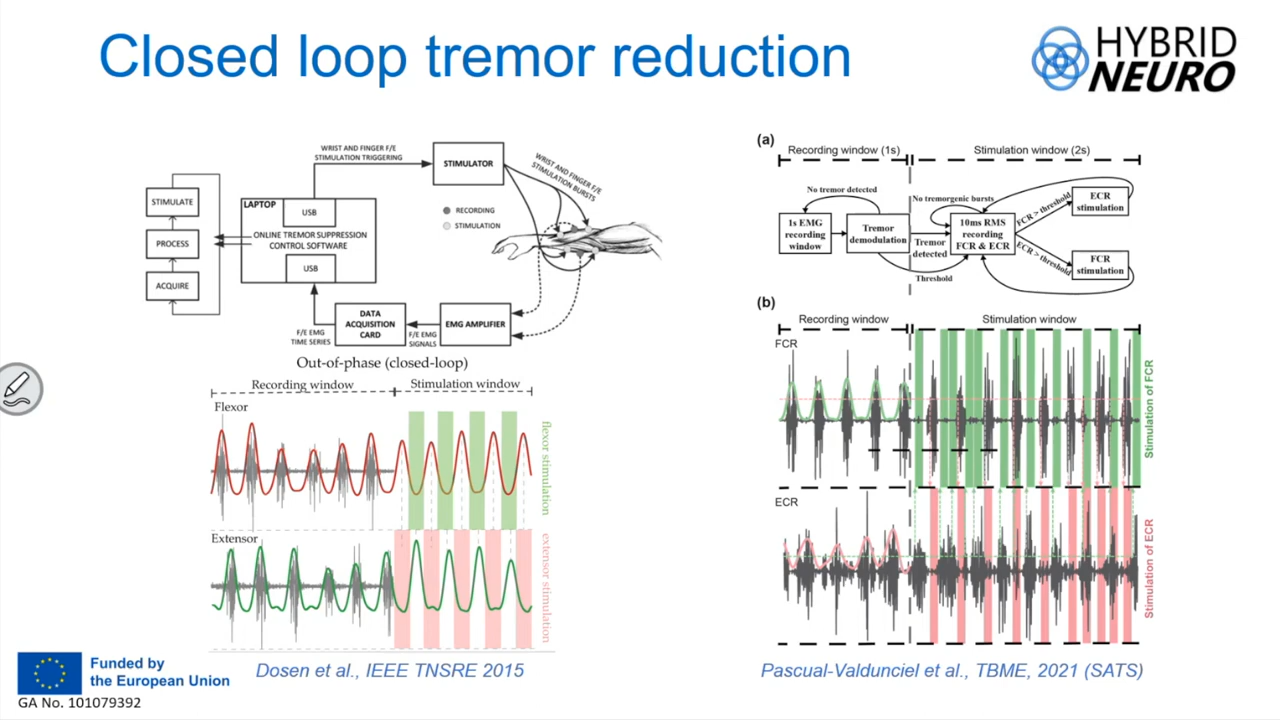 Closed loop tremor reduction
HYBRID
NEURO
WRIST AND FINGER F/E
STIMULATION TRIGGERING
STIMULATOR
WRIST AND FINGER F/E
STIMULATION BURSTS
RECORDING
STIMULATION
STIMULATE
PROCESS
ACQUIRE
LAPTOP
USB
ONLINE TREMOR SUPPRESSION
CONTROL SOFTWARE
USB
DATA
ACQUISITION
CARD
EMG AMPLIFIER
F/E EMG
TIME SERIES
F/E EMG
SIGNALS
Out-of-phase (closed-loop)
Recording window
Stimulation window
Flexor
flexor stimulation
Extensor
extensor stimulation
Dosen et al., IEEE TNSRE 2015
(a)
Recording window (1s)
Stimulation window (2s)
No tremor detected
1s EMG
recording
window
Tremor
demodulation
Tremor
detected
Threshold
No tremorgenic bursts
10ms RMS
recording
FCR & ECR
FCR > threshold
ECR > threshold
ECR
stimulation
FCR
stimulation
(b)
Recording window
Stimulation window
FCR
Stimulation of FCR
ECR
Stimulation of ECR
Pascual-Valdunciel et al., TBME, 2021 (SATS)
Funded by
the European Union
GA No. 101079392